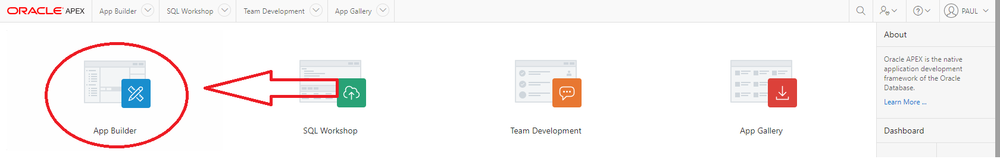 ORACLE APEX App Builder SQL Workshop Team Development App Gallery PAUL
App Builder
SQL Workshop
Team Development
App Gallery
About
Oracle APEX is the native
application development
framework of the Oracle
Database.
Learn More ...
Dashboard